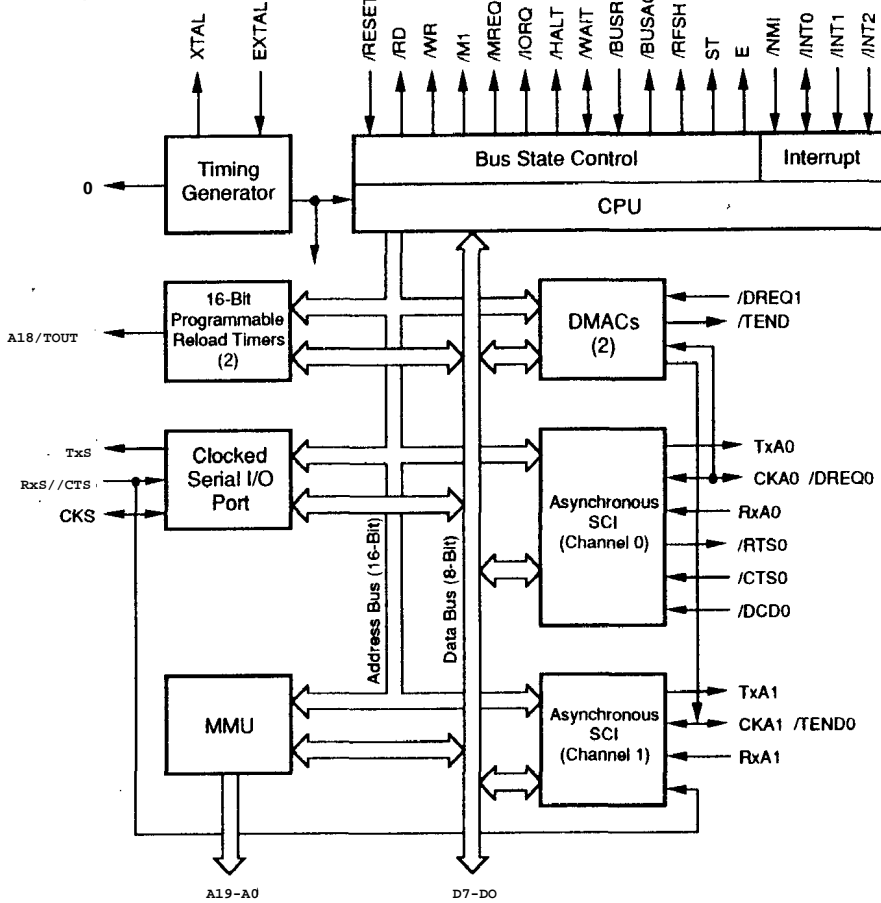 XTAL
EXTAL
/RESET
/RD
/WR
/M1
/MREQ
/IORQ
/HALT
/WAIT
/BUSR
/BUSAC
/RFSH
ST
E
/NMI
/INT0
/INT1
/INT2
Timing
Generator
0
Bus State Control
Interrupt
CPU
16-Bit
Programmable
Reload Timers
(2)
A18/TOUT
DMACs
(2)
/DREQ1
/TEND
TxS
RxS//CTS
CKS
Clocked
Serial I/O
Port
Address Bus (16-Bit)
Data Bus (8-Bit)
Asynchronous
SCI
(Channel 0)
TxA0
CKA0 /DREQ0
RxA0
/RTS0
/CTS0
/DCD0
MMU
Asynchronous
SCI
(Channel 1)
TxA1
CKA1 /TEND0
RxA1
A19-A0
D7-DO